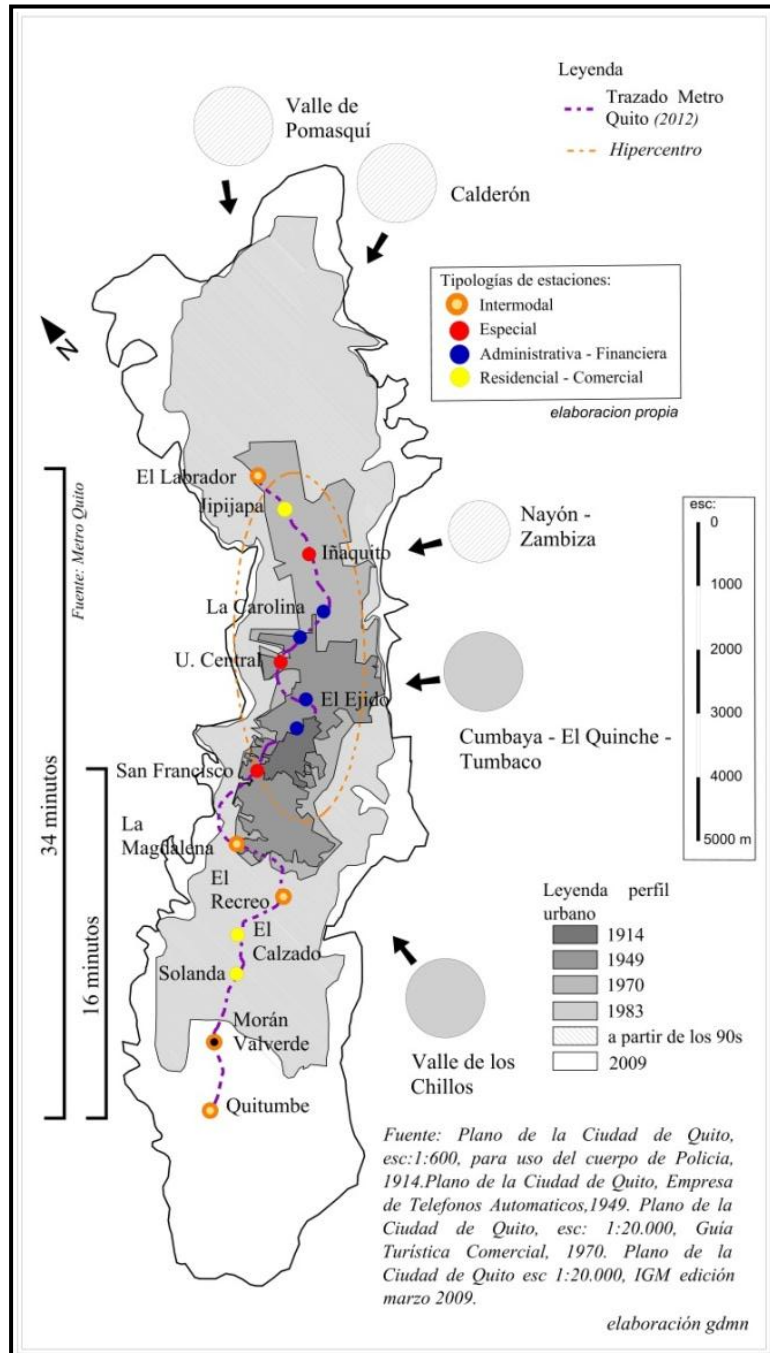 Leyenda
Trazado Metro
Quito (2012)
Hipercentro
Valle de
Pomasquí
Calderón
N
Tipologías de estaciones:
Intermodal
Especial
Administrativa - Financiera
Residencial - Comercial
elaboracion propia
El Labrador
Jipijapa
Iñaquito
La Carolina
U. Central
El Ejido
San Francisco
La
Magdalena
El
Recreo
El
Calzado
Solanda
Morán
Valverde
Quitumbe
Fuente: Metro Quito
34 minutos
16 minutos
Nayón -
Zambiza
Cumbaya - El Quinche -
Tumbaco
Valle de los
Chillos
esc:
0
1000
2000
3000
4000
5000 m
Leyenda perfil
urbano
1914
1949
1970
1983
a partir de los 90s
2009
Fuente: Plano de la Ciudad de Quito,
esc:1:600, para uso del cuerpo de Policia,
1914.Plano de la Ciudad de Quito, Empresa
de Telefonos Automaticos,1949. Plano de la
Ciudad de Quito, esc: 1:20.000, Guía
Turística Comercial, 1970. Plano de la
Ciudad de Quito esc 1:20.000, IGM edición
marzo 2009.
elaboración gdmn